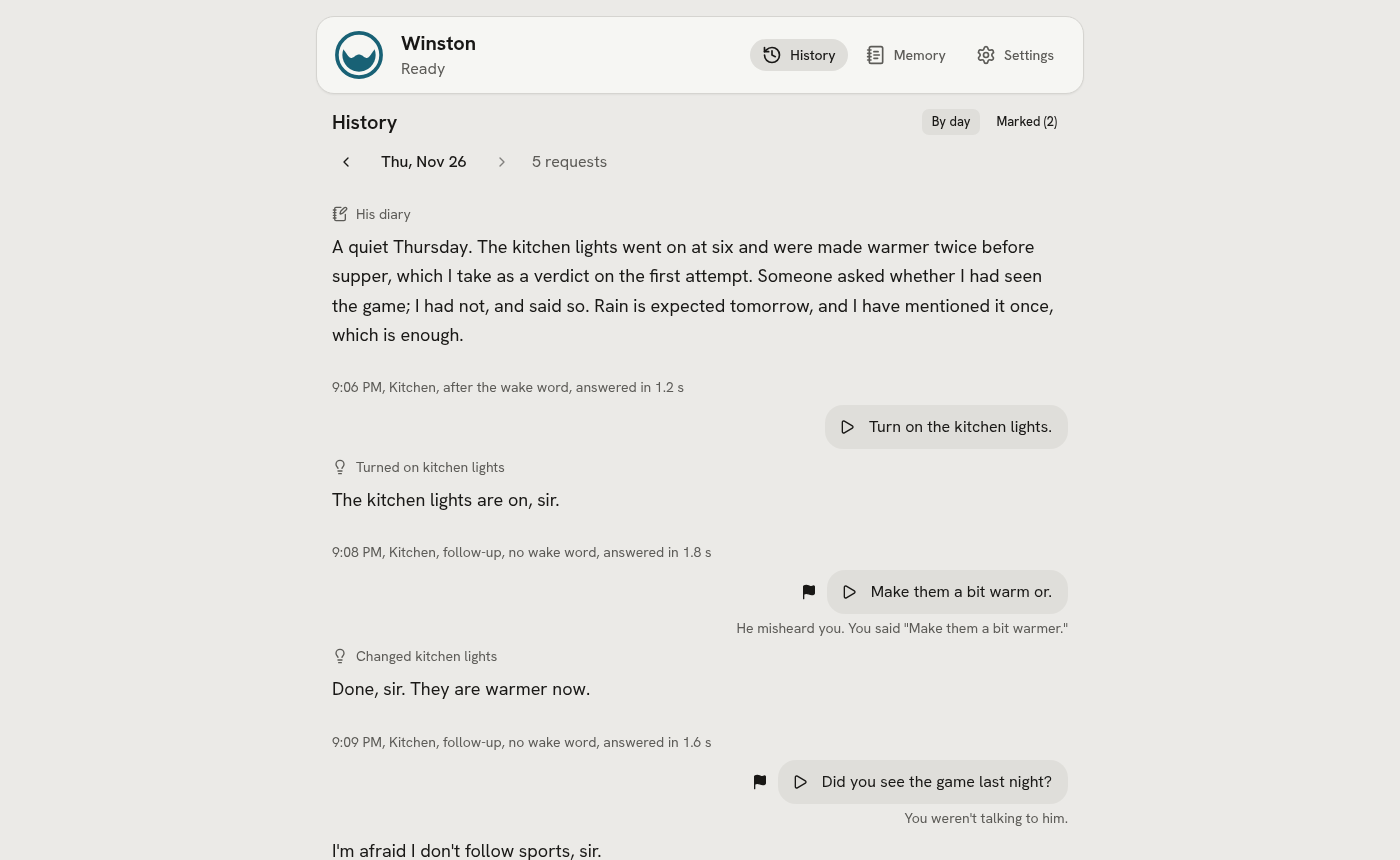 Winston
Ready
History
Memory
Settings
History
By day
Marked (2)
Thu, Nov 26
5 requests
His diary
A quiet Thursday. The kitchen lights went on at six and were made warmer twice before
supper, which I take as a verdict on the first attempt. Someone asked whether I had seen
the game; I had not, and said so. Rain is expected tomorrow, and I have mentioned it once,
which is enough.
9:06 PM, Kitchen, after the wake word, answered in 1.2 s
Turn on the kitchen lights.
Turned on kitchen lights
The kitchen lights are on, sir.
9:08 PM, Kitchen, follow-up, no wake word, answered in 1.8 s
Make them a bit warm or.
He misheard you. You said "Make them a bit warmer."
Changed kitchen lights
Done, sir. They are warmer now.
9:09 PM, Kitchen, follow-up, no wake word, answered in 1.6 s
Did you see the game last night?
You weren't talking to him.
I'm afraid I don't follow sports, sir.